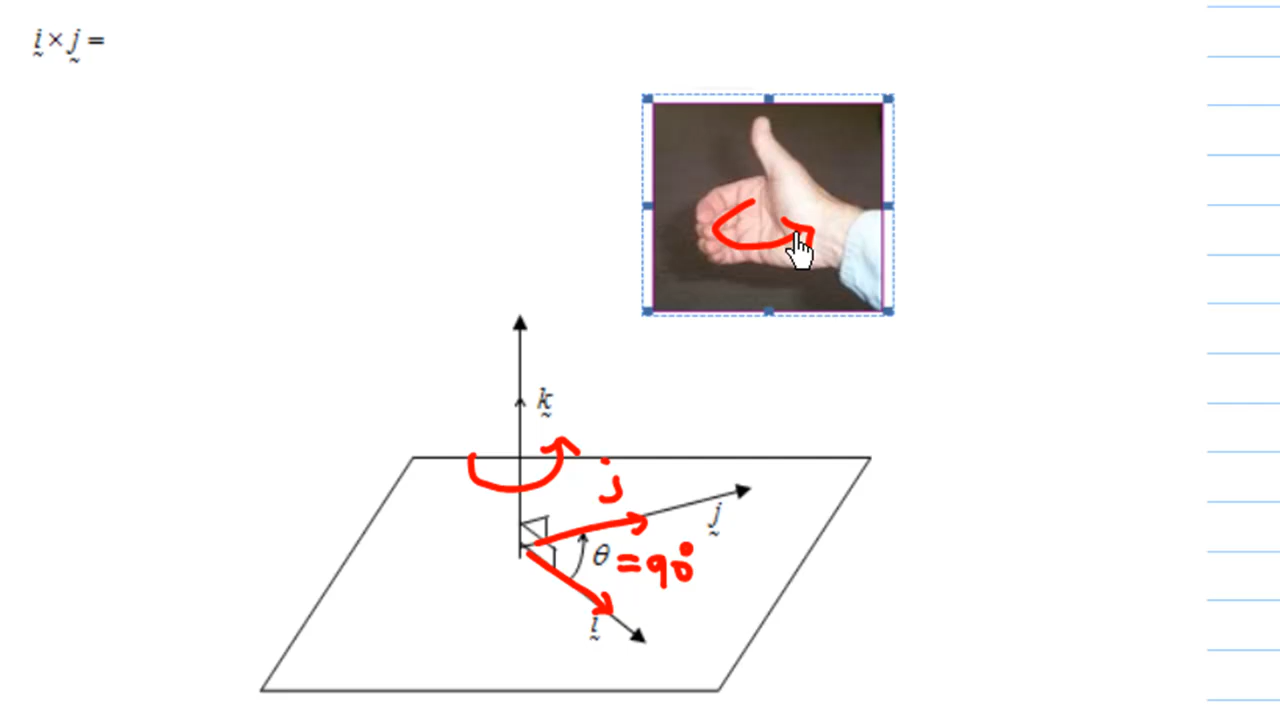 i × j =
k
j
j
θ = 90°
i